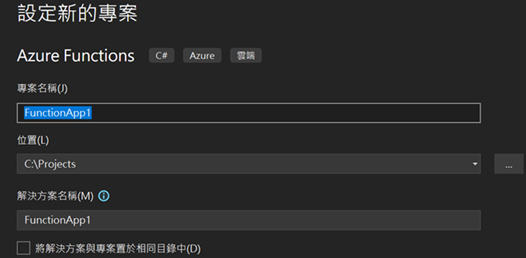 設定新的專案
Azure Functions C# Azure 雲端
專案名稱(J)
FunctionApp1
位置(L)
C:\Projects ...
解決方案名稱(M)
FunctionApp1
將解決方案與專案置於相同目錄中(D)